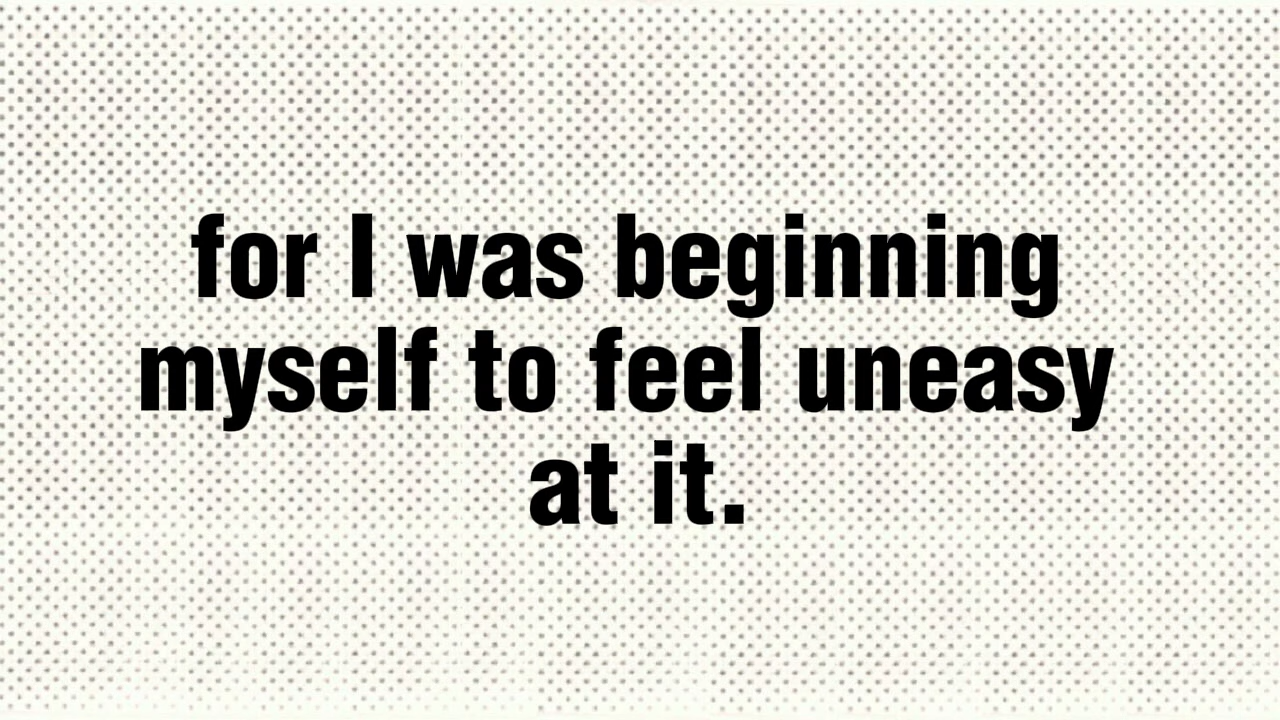 for I was beginning
myself to feel uneasy
at it.